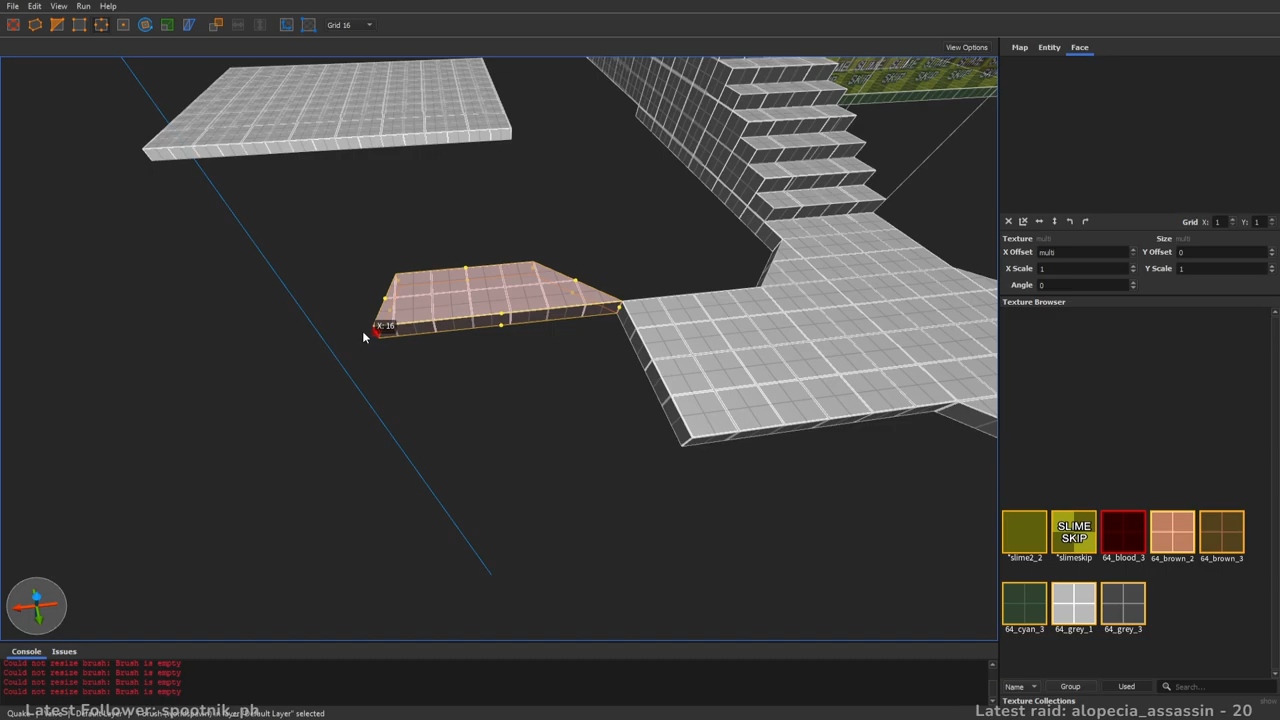 File Edit View Run Help
Grid 16
View Options
Map Entity Face
X: 16
Grid X: 1 Y: 1
Texture multi Size multi
X Offset multi Y Offset 0
X Scale 1 Y Scale 1
Angle 0
Texture Browser
SLIME
SKIP
*slime2_2 *slimeskip 64_blood_3 64_brown_2 64_brown_3
64_cyan_3 64_grey_1 64_grey_3
Console Issues
Could not resize brush: Brush is empty
Could not resize brush: Brush is empty
Could not resize brush: Brush is empty
Could not resize brush: Brush is empty
Name Group Used Search...
Texture Collections show
Latest Follower: spootnik_ph
Latest raid: alopecia_assassin - 20